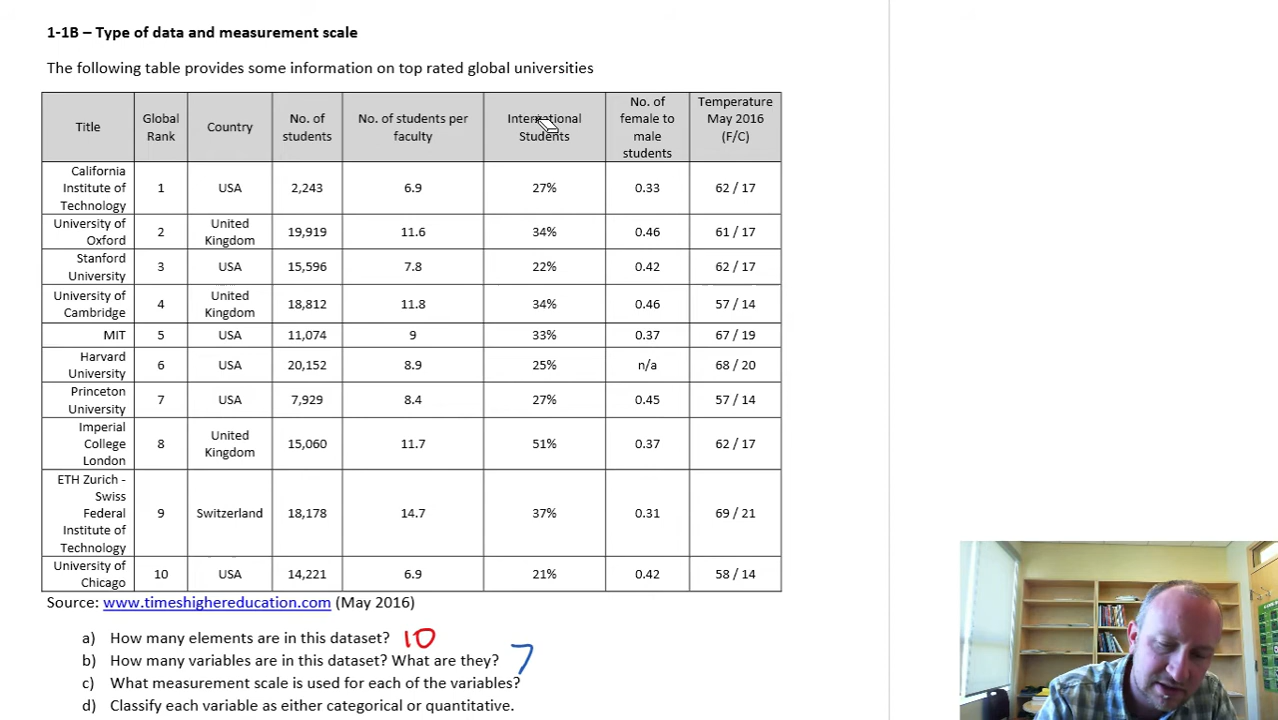 1-1B – Type of data and measurement scale
The following table provides some information on top rated global universities
Title Global Rank Country No. of students No. of students per faculty International Students No. of female to male students Temperature May 2016 (F/C)
California Institute of Technology 1 USA 2,243 6.9 27% 0.33 62 / 17
University of Oxford 2 United Kingdom 19,919 11.6 34% 0.46 61 / 17
Stanford University 3 USA 15,596 7.8 22% 0.42 62 / 17
University of Cambridge 4 United Kingdom 18,812 11.8 34% 0.46 57 / 14
MIT 5 USA 11,074 9 33% 0.37 67 / 19
Harvard University 6 USA 20,152 8.9 25% n/a 68 / 20
Princeton University 7 USA 7,929 8.4 27% 0.45 57 / 14
Imperial College London 8 United Kingdom 15,060 11.7 51% 0.37 62 / 17
ETH Zurich - Swiss Federal Institute of Technology 9 Switzerland 18,178 14.7 37% 0.31 69 / 21
University of Chicago 10 USA 14,221 6.9 21% 0.42 58 / 14
Source: www.timeshighereducation.com (May 2016)
a) How many elements are in this dataset? 10
b) How many variables are in this dataset? What are they? 7
c) What measurement scale is used for each of the variables?
d) Classify each variable as either categorical or quantitative.